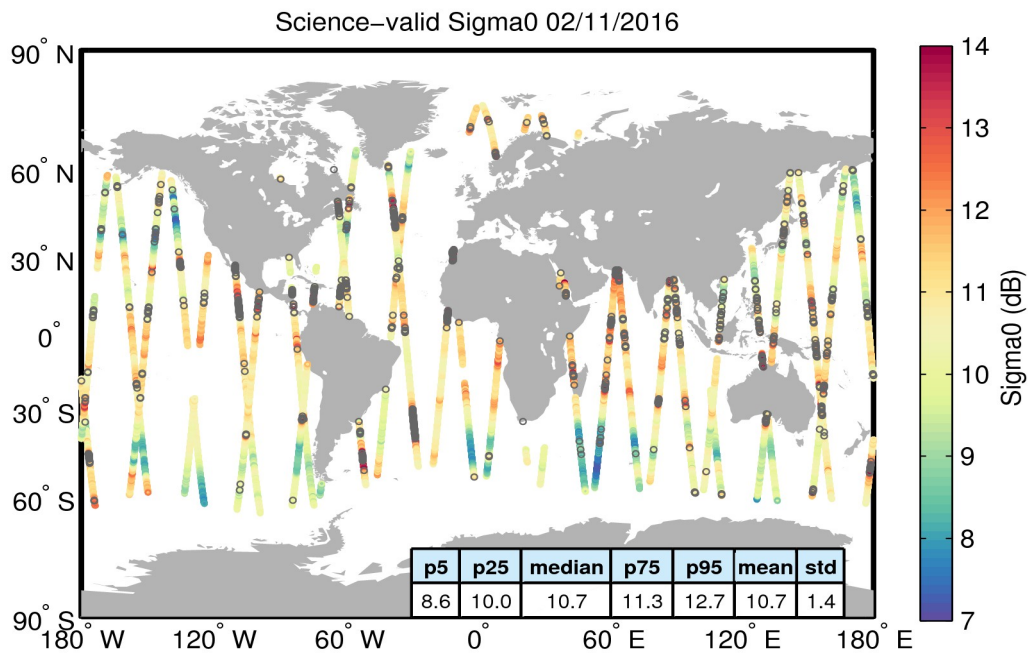 Science−valid Sigma0 02/11/2016
90° N
60° N
30° N
0°
30° S
60° S
90° S
180° W
120° W
60° W
0°
60° E
120° E
180° E
p5 p25 median p75 p95 mean std
8.6 10.0 10.7 11.3 12.7 10.7 1.4
14
13
12
11
10
9
8
7
Sigma0 (dB)